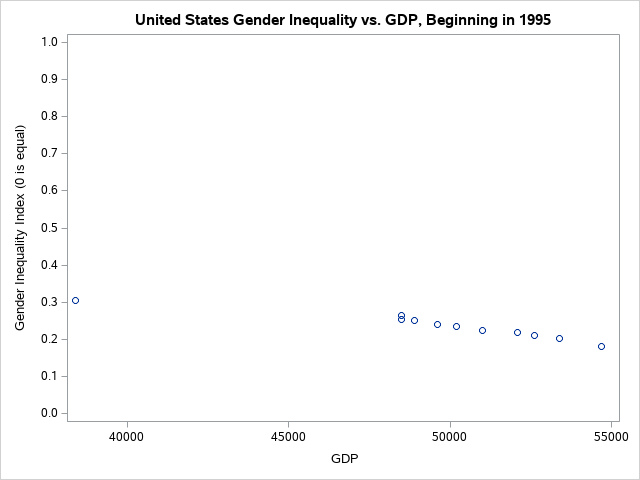 United States Gender Inequality vs. GDP, Beginning in 1995
1.0
0.9
0.8
0.7
0.6
0.5
0.4
0.3
0.2
0.1
0.0
Gender Inequality Index (0 is equal)
40000 45000 50000 55000
GDP